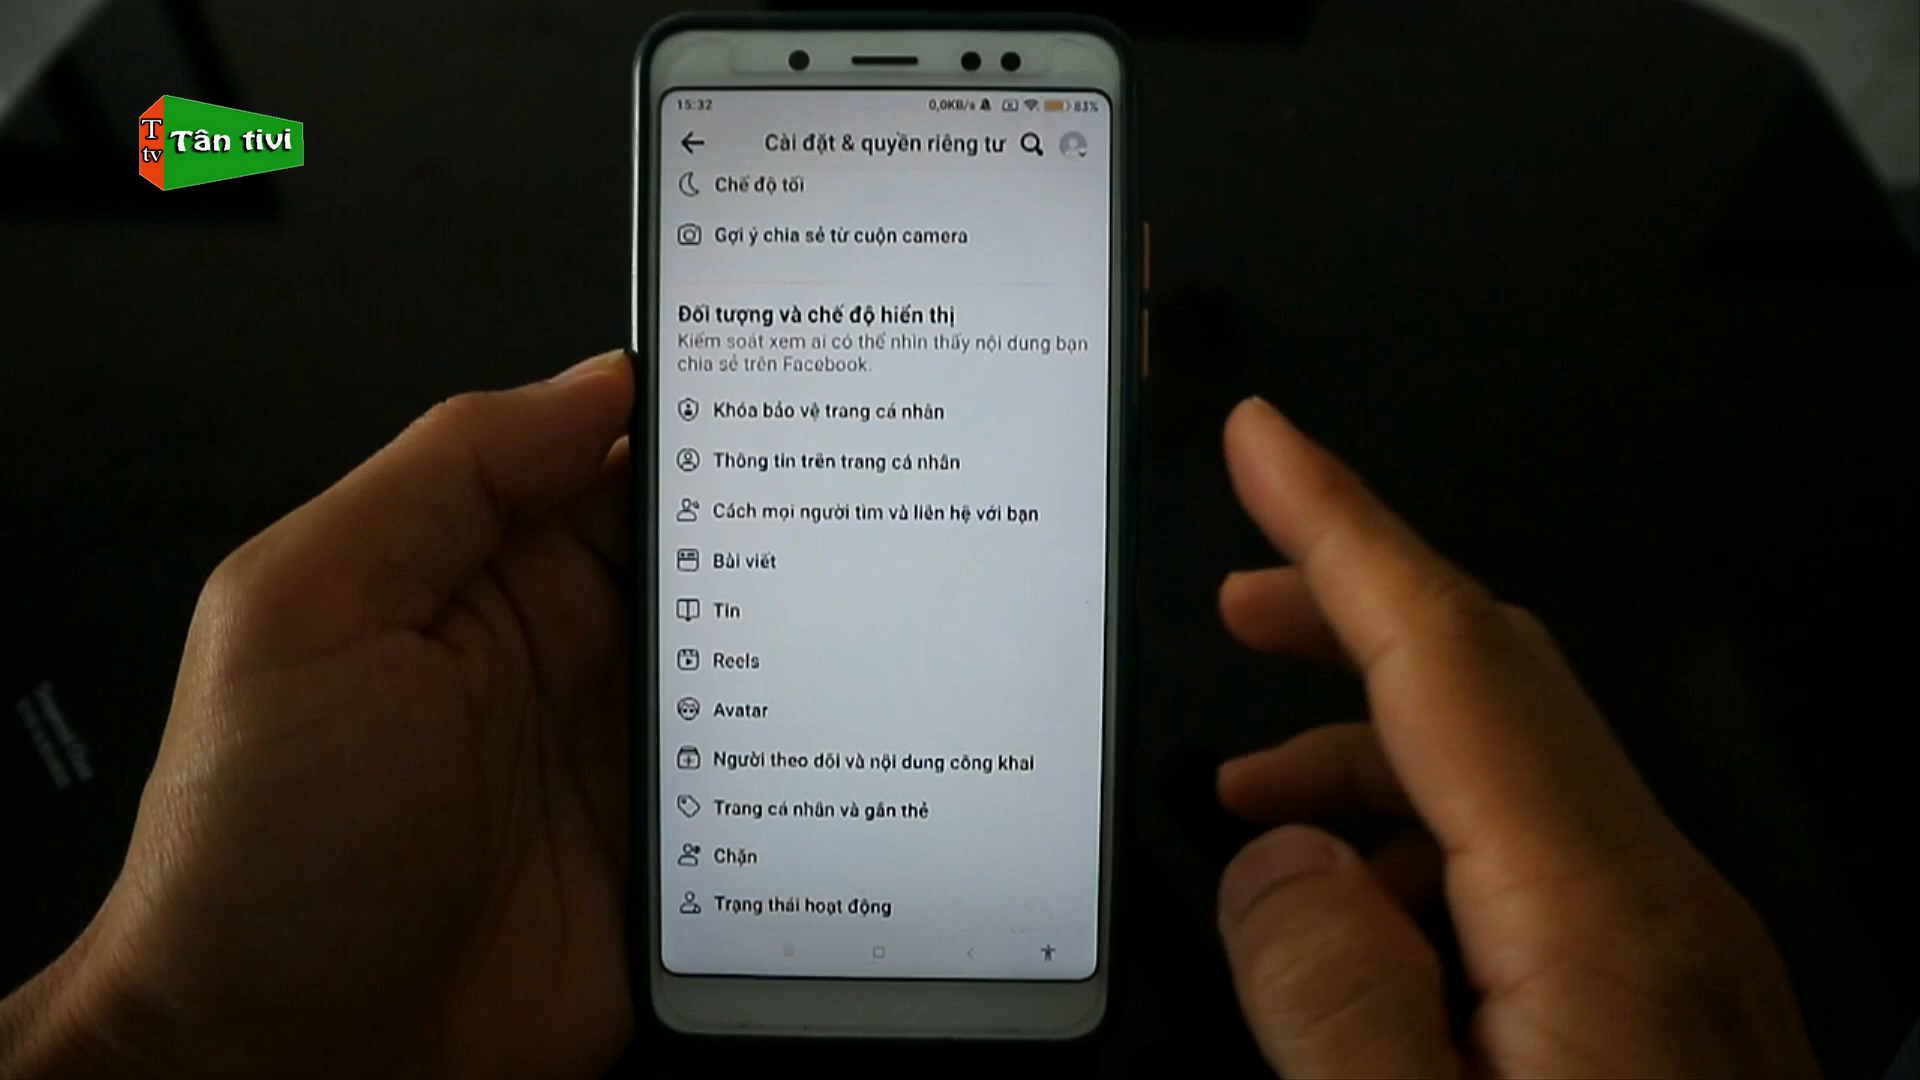 T
tv
Tân tivi
15:32
0,0KB/s
83%
Cài đặt & quyền riêng tư
Chế độ tối
Gợi ý chia sẻ từ cuộn camera
Đối tượng và chế độ hiển thị
Kiểm soát xem ai có thể nhìn thấy nội dung bạn
chia sẻ trên Facebook.
Khóa bảo vệ trang cá nhân
Thông tin trên trang cá nhân
Cách mọi người tìm và liên hệ với bạn
Bài viết
Tin
Reels
Avatar
Người theo dõi và nội dung công khai
Trang cá nhân và gắn thẻ
Chặn
Trạng thái hoạt động